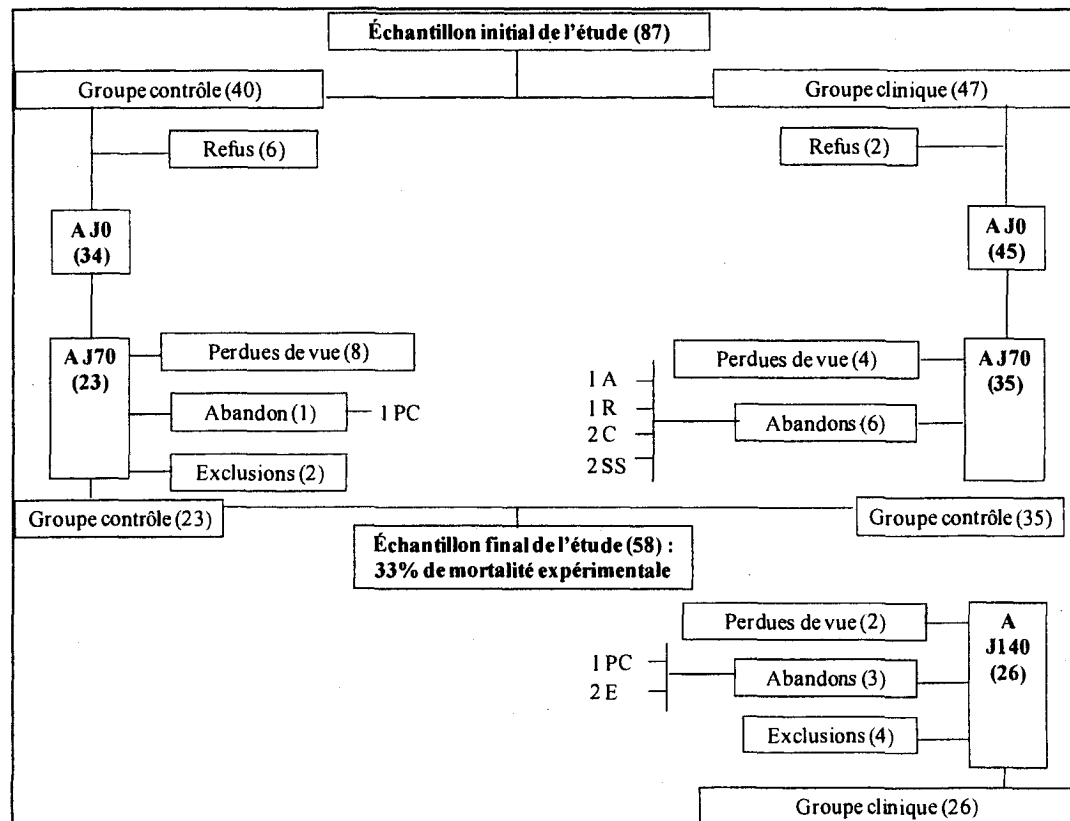 Échantillon initial de l'étude (87)
Groupe contrôle (40)
Groupe clinique (47)
Refus (6)
Refus (2)
A J0
(34)
A J0
(45)
A J70
(23)
Perdues de vue (8)
Abandon (1)
1 PC
Exclusions (2)
Perdues de vue (4)
1 A
1 R
2 C
2 SS
Abandons (6)
A J70
(35)
Groupe contrôle (23)
Groupe contrôle (35)
Échantillon final de l'étude (58) :
33% de mortalité expérimentale
Perdues de vue (2)
1 PC
2 E
Abandons (3)
Exclusions (4)
A
J140
(26)
Groupe clinique (26)